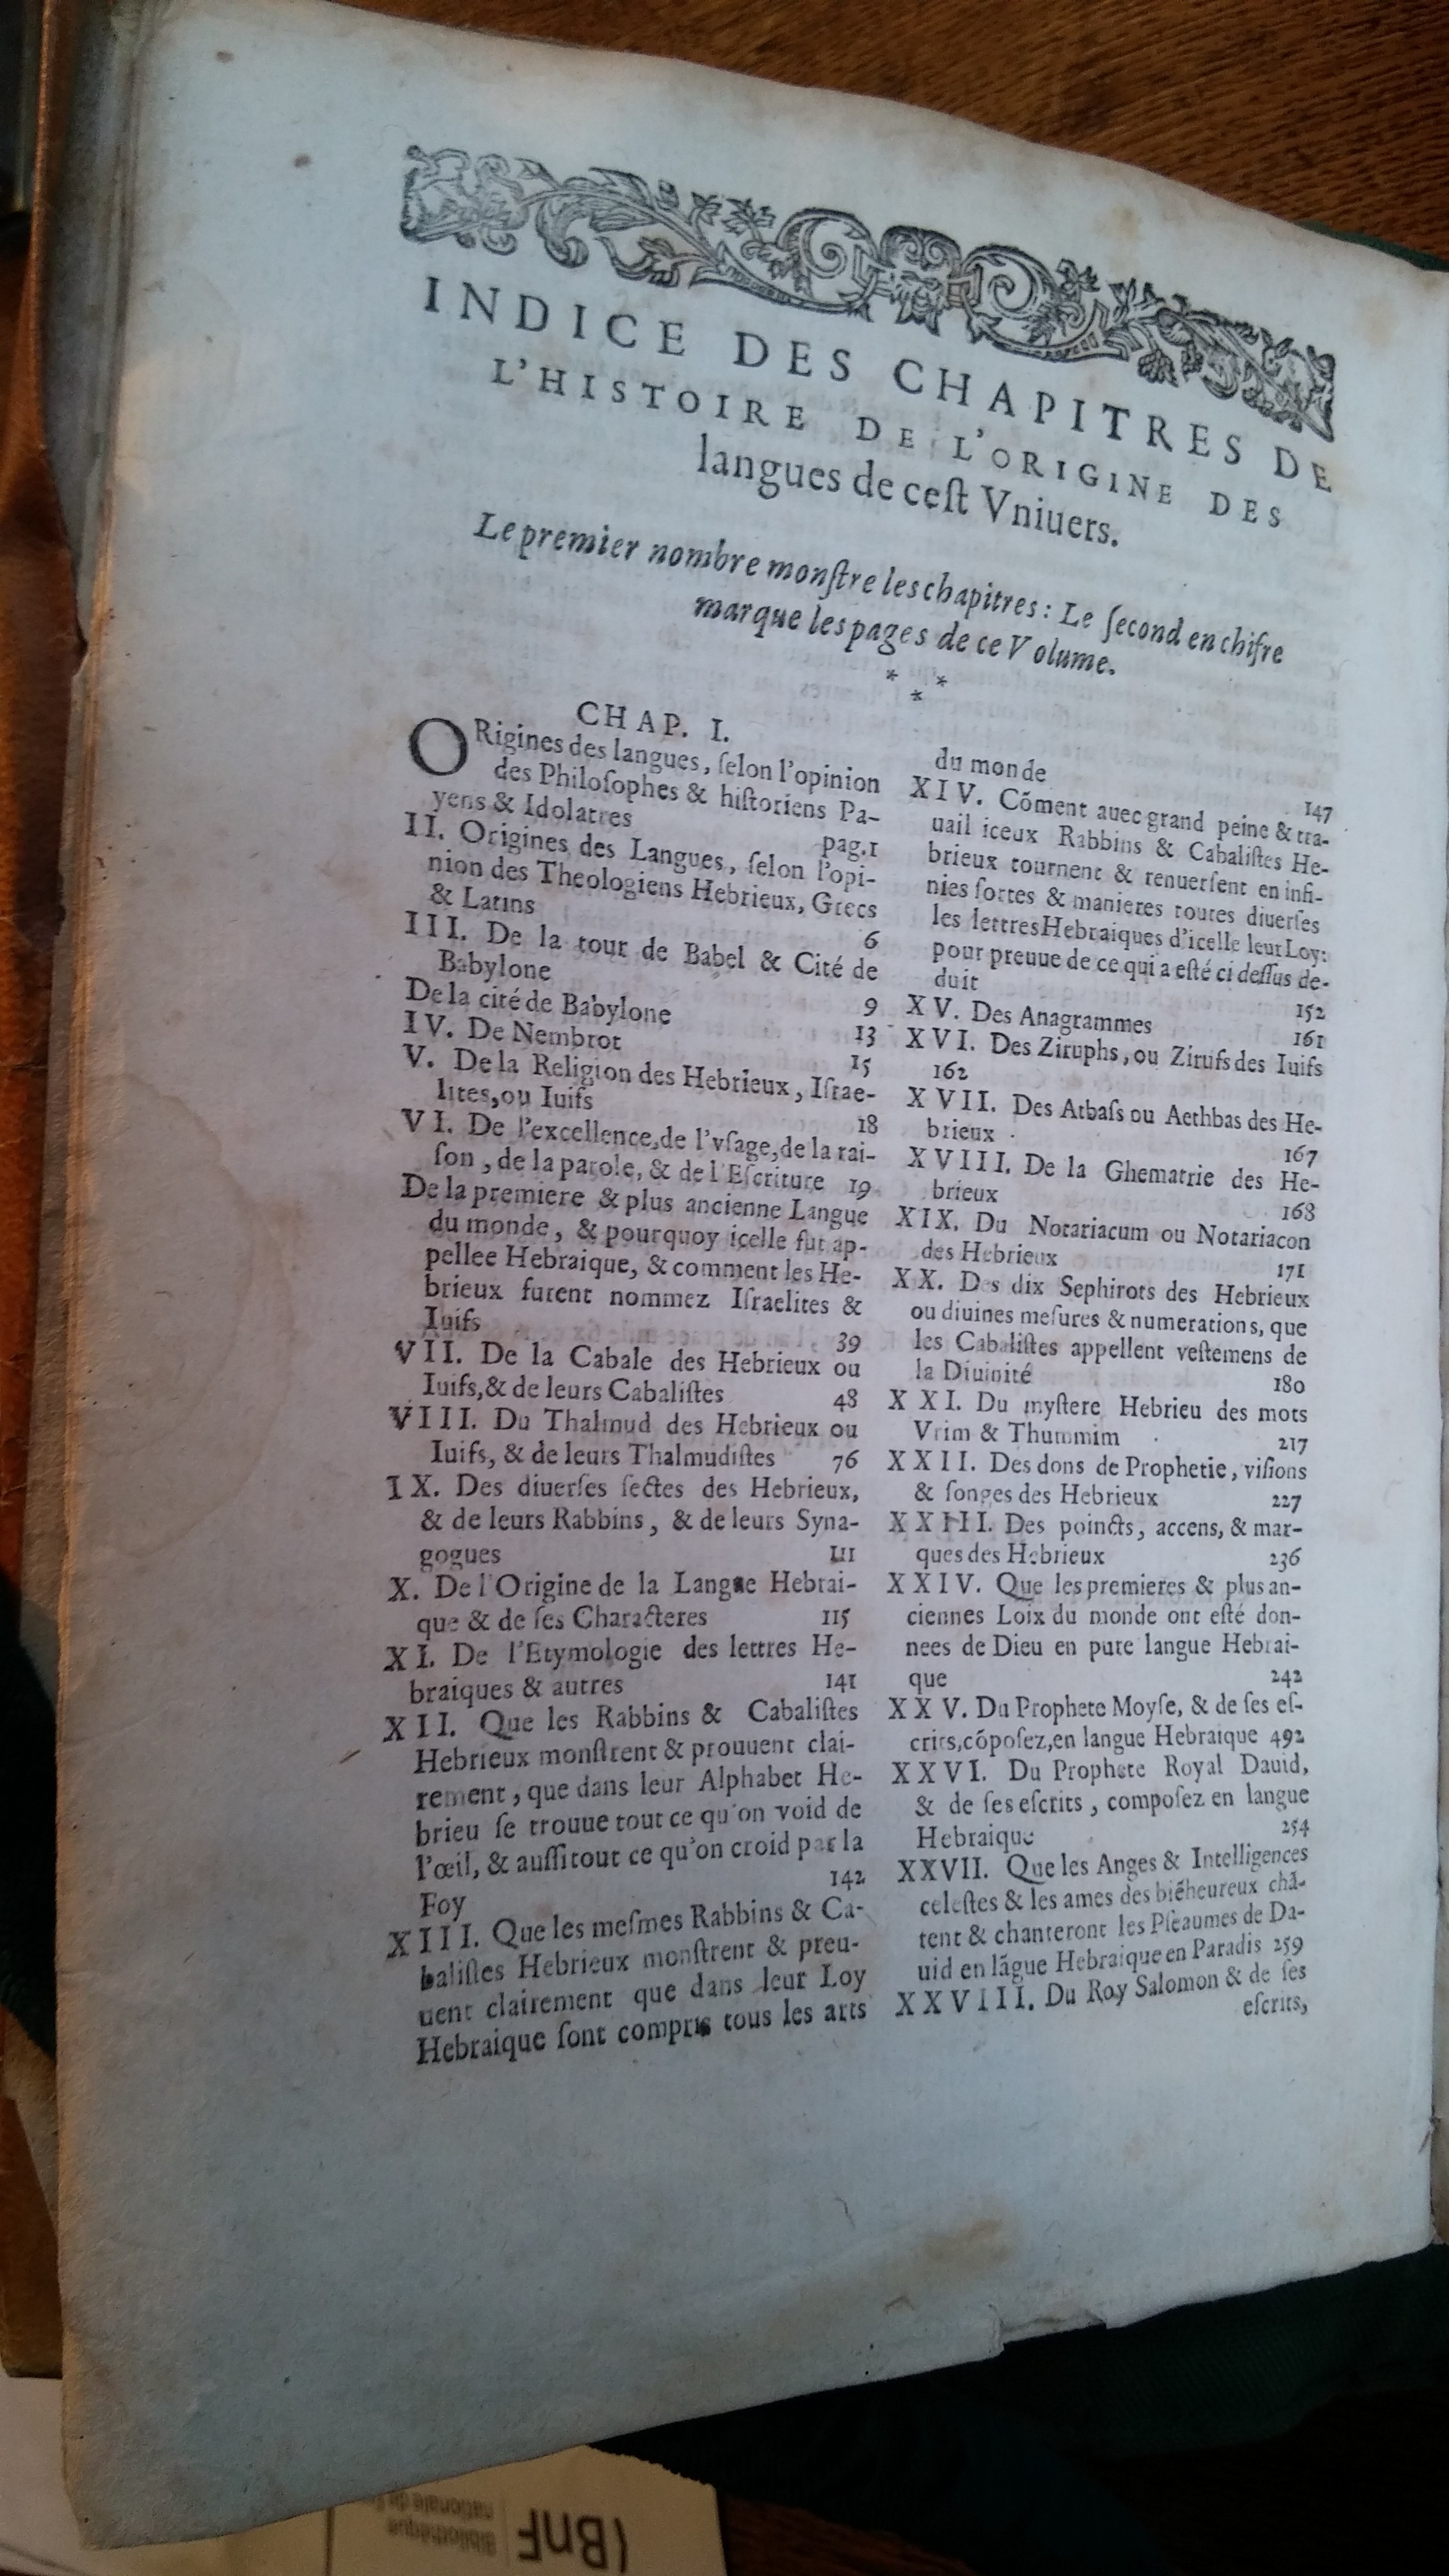 INDICE DES CHAPITRES DE
L'HISTOIRE DE L'ORIGINE DES
langues de ceſt Vniuers.
Le premier nombre monſtre les chapitres : Le ſecond en chifre
marque les pages de ce Volume.
* * *
CHAP. I.
ORigines des langues, ſelon l'opinion
des Philoſophes & hiſtoriens Pa-
yens & Idolatres pag.1
II. Origines des Langues, ſelon l'opi-
nion des Theologiens Hebrieux, Grecs
& Latins 6
III. De la tour de Babel & Cité de
Babylone 9
De la cité de Babylone 13
IV. De Nembrot 15
V. De la Religion des Hebrieux, Iſrae-
lites, ou Iuifs 18
VI. De l'excellence, de l'vſage, de la rai-
ſon, de la parole, & de l'Eſcriture 19
De la premiere & plus ancienne Langue
du monde, & pourquoy icelle fut ap-
pellee Hebraique, & comment les He-
brieux furent nommez Iſraelites &
Iuifs 39
VII. De la Cabale des Hebrieux ou
Iuifs, & de leurs Cabaliſtes 48
VIII. Du Thalmud des Hebrieux ou
Iuifs, & de leurs Thalmudiſtes 76
IX. Des diuerſes ſectes des Hebrieux,
& de leurs Rabbins, & de leurs Syna-
gogues 111
X. De l'Origine de la Langue Hebrai-
que & de ſes Characteres 115
XI. De l'Etymologie des lettres He-
braiques & autres 141
XII. Que les Rabbins & Cabaliſtes
Hebrieux monſtrent & prouuent clai-
rement, que dans leur Alphabet He-
brieu ſe trouue tout ce qu'on void de
l'œil, & auſſi tout ce qu'on croid par la
Foy 142
XIII. Que les meſmes Rabbins & Ca-
baliſtes Hebrieux monſtrent & preu-
uent clairement que dans leur Loy
Hebraique ſont compris tous les arts
du monde 147
XIV. Cóment auec grand peine & tra-
uail iceux Rabbins & Cabaliſtes He-
brieux tournent & renuerſent en infi-
nies ſortes & manieres toutes diuerſes
les lettres Hebraiques d'icelle leur Loy:
pour preuue de ce qui a eſté ci deſſus de-
duit 152
XV. Des Anagrammes 161
XVI. Des Ziruphs, ou Zirufs des Iuifs
162
XVII. Des Atbaſs ou Aethbas des He-
brieux 167
XVIII. De la Ghematrie des He-
brieux 168
XIX. Du Notariacum ou Notariacon
des Hebrieux 171
XX. Des dix Sephirots des Hebrieux
ou diuines meſures & numerations, que
les Cabaliſtes appellent veſtemens de
la Diuinité 180
XXI. Du myſtere Hebrieu des mots
Vrim & Thummim 217
XXII. Des dons de Prophetie, viſions
& ſonges des Hebrieux 227
XXIII. Des poincts, accens, & mar-
ques des Hebrieux 236
XXIV. Que les premieres & plus an-
ciennes Loix du monde ont eſté don-
nees de Dieu en pure langue Hebrai-
que 242
XXV. Du Prophete Moyſe, & de ſes eſ-
crits, cópoſez, en langue Hebraique 492
XXVI. Du Prophete Royal Dauid,
& de ſes eſcrits, compoſez en langue
Hebraique 254
XXVII. Que les Anges & Intelligences
celeſtes & les ames des biẽheureux chã-
tent & chanteront les Pſeaumes de Da-
uid en lãgue Hebraique en Paradis 259
XXVIII. Du Roy Salomon & de ſes
eſcrits,
(BnF
Bibliothèque
nationale de